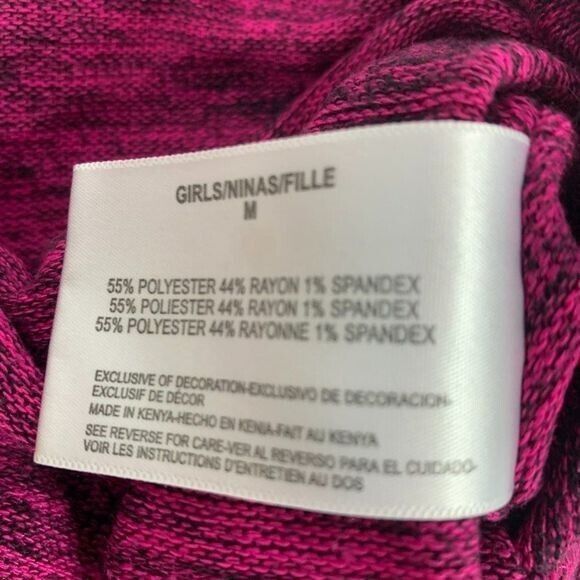 GIRLS/NINAS/FILLE
M
55% POLYESTER 44% RAYON 1% SPANDEX
55% POLIESTER 44% RAYON 1% SPANDEX
55% POLYESTER 44% RAYONNE 1% SPANDEX
EXCLUSIVE OF DECORATION-EXCLUSIVO DE DECORACION-
EXCLUSIF DE DÉCOR
MADE IN KENYA-HECHO EN KENIA-FAIT AU KENYA
SEE REVERSE FOR CARE-VER AL REVERSO PARA EL CUIDADO-
VOIR LES INSTRUCTIONS D'ENTRETIEN AU DOS